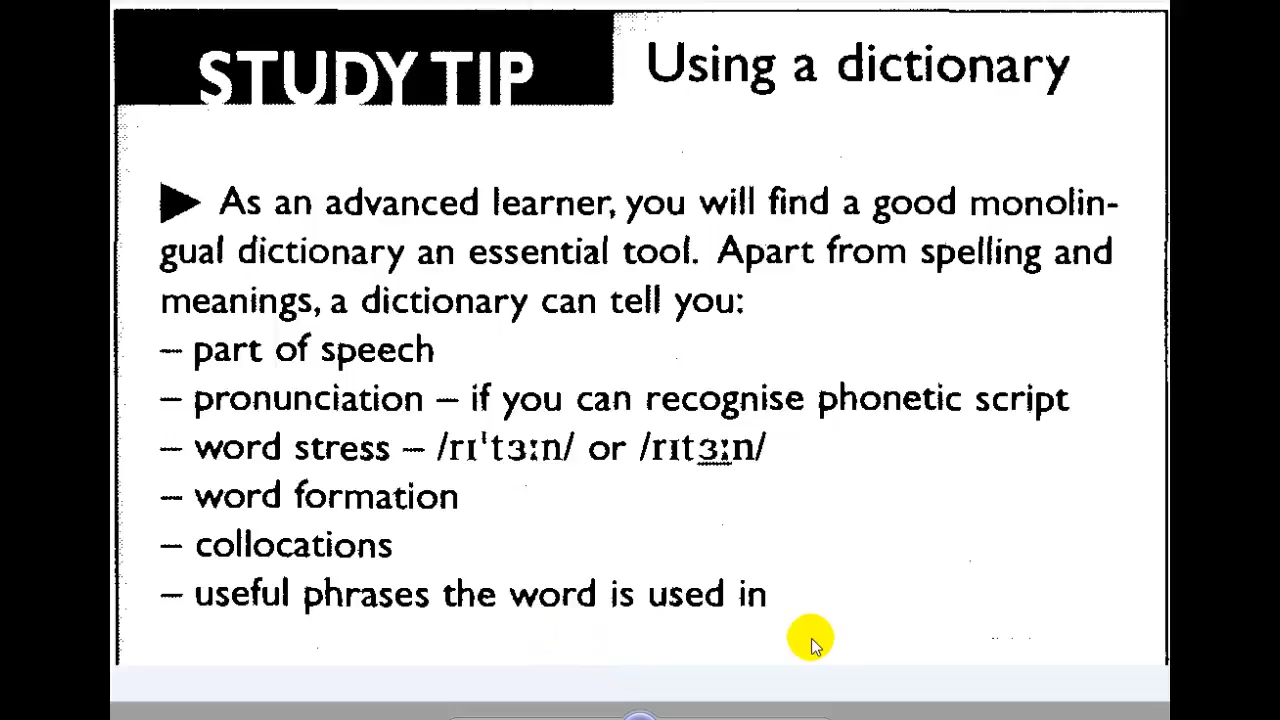 STUDY TIP Using a dictionary
▶ As an advanced learner, you will find a good monolin-
gual dictionary an essential tool. Apart from spelling and
meanings, a dictionary can tell you:
– part of speech
– pronunciation – if you can recognise phonetic script
– word stress – /rɪˈtɜːn/ or /rɪtɜːn/
– word formation
– collocations
– useful phrases the word is used in